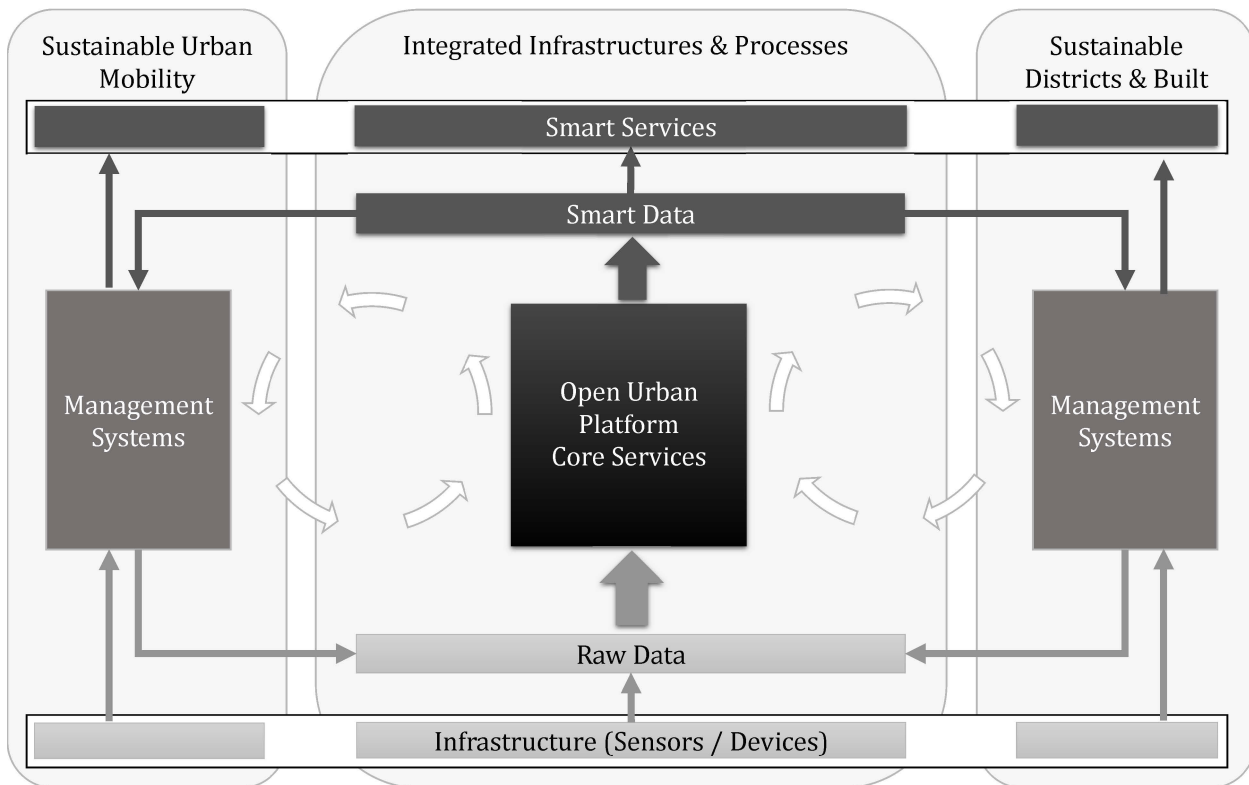 Sustainable Urban
Mobility
Integrated Infrastructures & Processes
Sustainable
Districts & Built
Smart Services
Smart Data
Management
Systems
Open Urban
Platform
Core Services
Management
Systems
Raw Data
Infrastructure (Sensors / Devices)